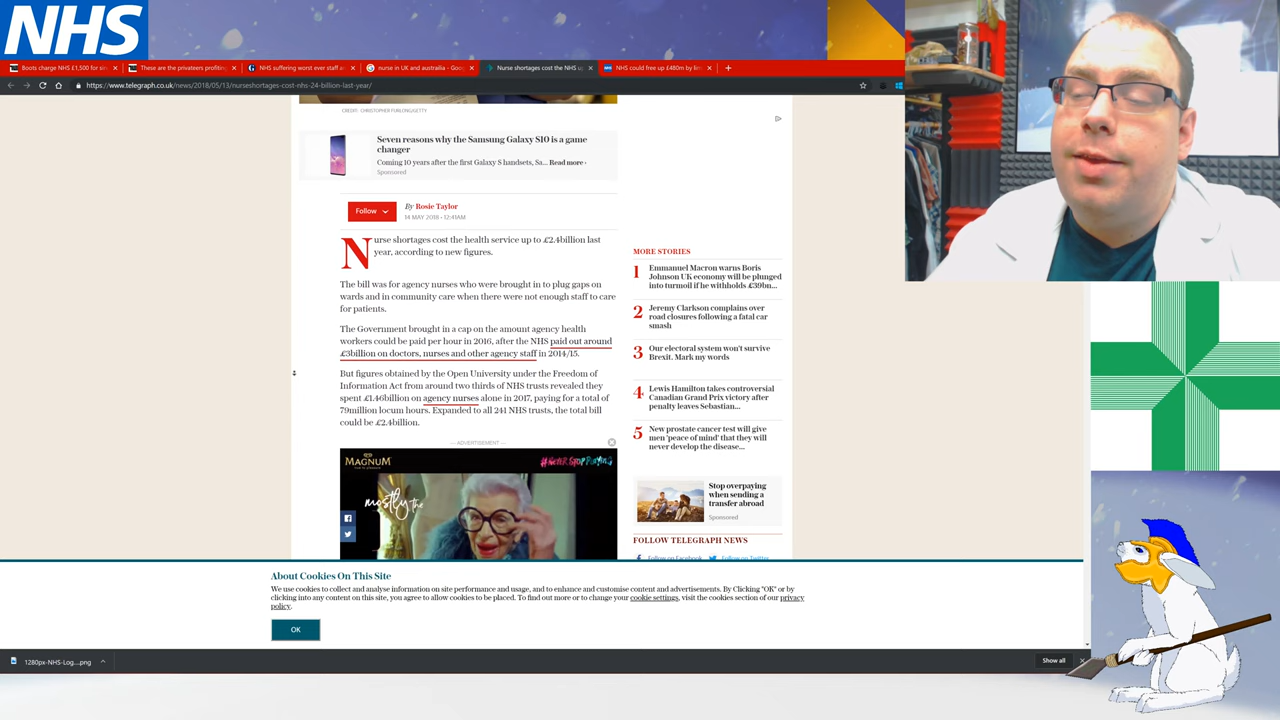 NHS
Boots charge NHS £1,500 for sin
These are the privateers profitin
NHS suffering worst ever staff a
nurse in UK and austrailia - Goo
Nurse shortages cost the NHS u
NHS could free up £480m by li
https://www.telegraph.co.uk/news/2018/05/13/nurseshortages-cost-nhs-24-billion-last-year/
CREDIT: CHRISTOPHER FURLONG/GETTY
Seven reasons why the Samsung Galaxy S10 is a game
changer
Coming 10 years after the first Galaxy S handsets, Sa... Read more ›
Sponsored
Follow
By Rosie Taylor
14 MAY 2018 • 12:41AM
Nurse shortages cost the health service up to £2.4billion last
year, according to new figures.
The bill was for agency nurses who were brought in to plug gaps on
wards and in community care when there were not enough staff to care
for patients.
The Government brought in a cap on the amount agency health
workers could be paid per hour in 2016, after the NHS paid out around
£3billion on doctors, nurses and other agency staff in 2014/15.
But figures obtained by the Open University under the Freedom of
Information Act from around two thirds of NHS trusts revealed they
spent £1.46billion on agency nurses alone in 2017, paying for a total of
79million locum hours. Expanded to all 241 NHS trusts, the total bill
could be £2.4billion.
— ADVERTISEMENT —
MAGNUM
#NEVERSTOPPLAYING
mostly the
MORE STORIES
1 Emmanuel Macron warns Boris
Johnson UK economy will be plunged
into turmoil if he withholds £39bn...
2 Jeremy Clarkson complains over
road closures following a fatal car
smash
3 Our electoral system won't survive
Brexit. Mark my words
4 Lewis Hamilton takes controversial
Canadian Grand Prix victory after
penalty leaves Sebastian...
5 New prostate cancer test will give
men 'peace of mind' that they will
never develop the disease...
Stop overpaying
when sending a
transfer abroad
Sponsored
FOLLOW TELEGRAPH NEWS
Follow on Facebook
Follow on Twitter
About Cookies On This Site
We use cookies to collect and analyse information on site performance and usage, and to enhance and customise content and advertisements. By Clicking "OK" or by
clicking into any content on this site, you agree to allow cookies to be placed. To find out more or to change your cookie settings, visit the cookies section of our privacy
policy.
OK
1280px-NHS-Log....png
Show all